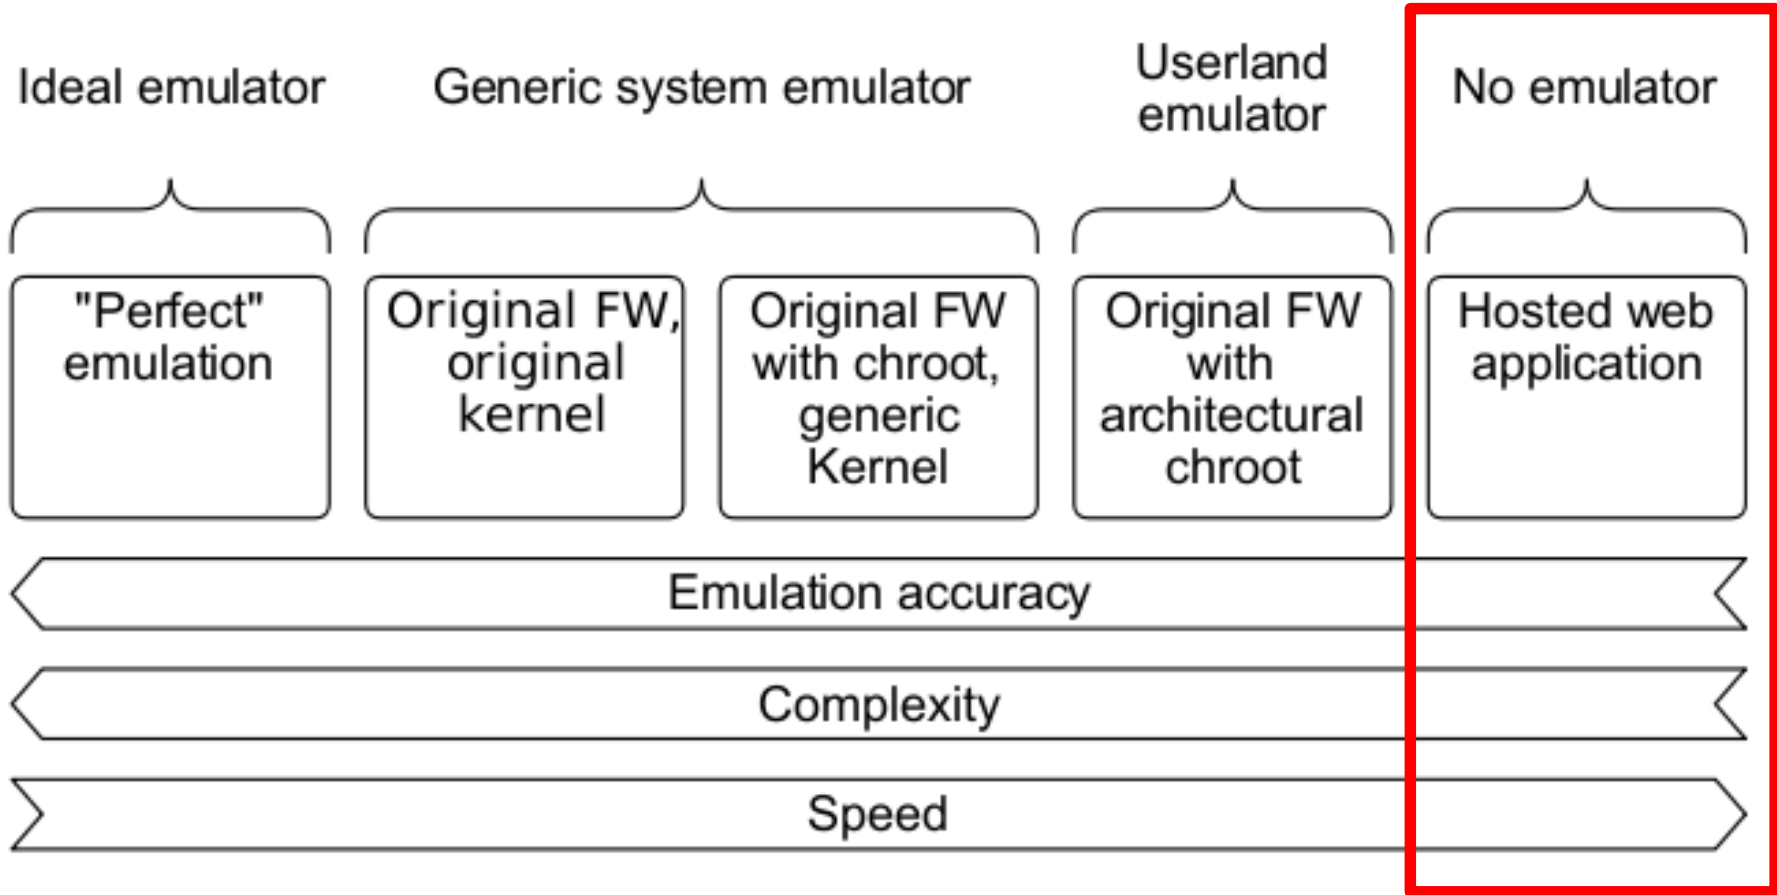 Ideal emulator
Generic system emulator
Userland
emulator
No emulator
"Perfect"
emulation
Original FW,
original
kernel
Original FW
with chroot,
generic
Kernel
Original FW
with
architectural
chroot
Hosted web
application
Emulation accuracy
Complexity
Speed